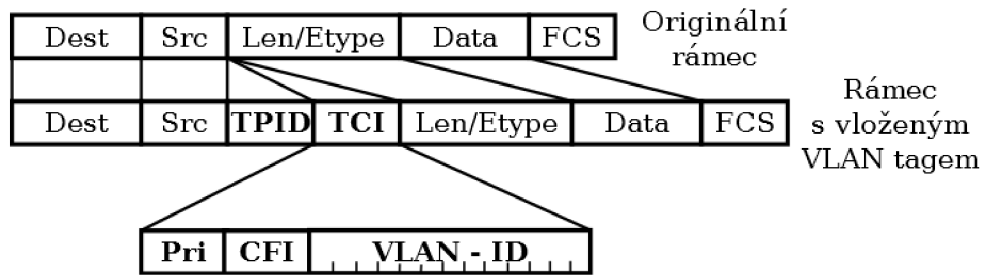 Dest Src Len/Etype Data FCS
Originální
rámec
Dest Src TPID TCI Len/Etype Data FCS
Rámec
s vloženým
VLAN tagem
Pri CFI VLAN - ID